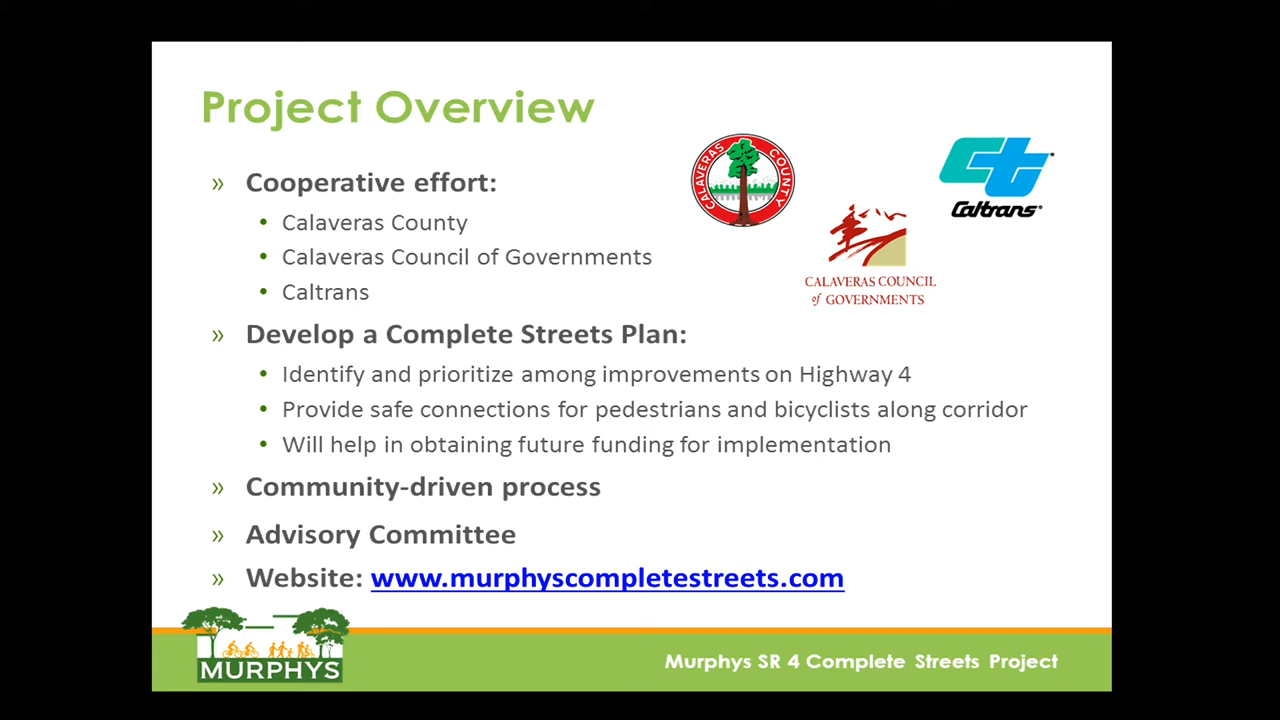 Project Overview
» Cooperative effort:
• Calaveras County
• Calaveras Council of Governments
• Caltrans
CALAVERAS COUNTY
Caltrans
CALAVERAS COUNCIL
of GOVERNMENTS
» Develop a Complete Streets Plan:
• Identify and prioritize among improvements on Highway 4
• Provide safe connections for pedestrians and bicyclists along corridor
• Will help in obtaining future funding for implementation
» Community-driven process
» Advisory Committee
» Website: www.murphyscompletestreets.com
MURPHYS
Murphys SR 4 Complete Streets Project